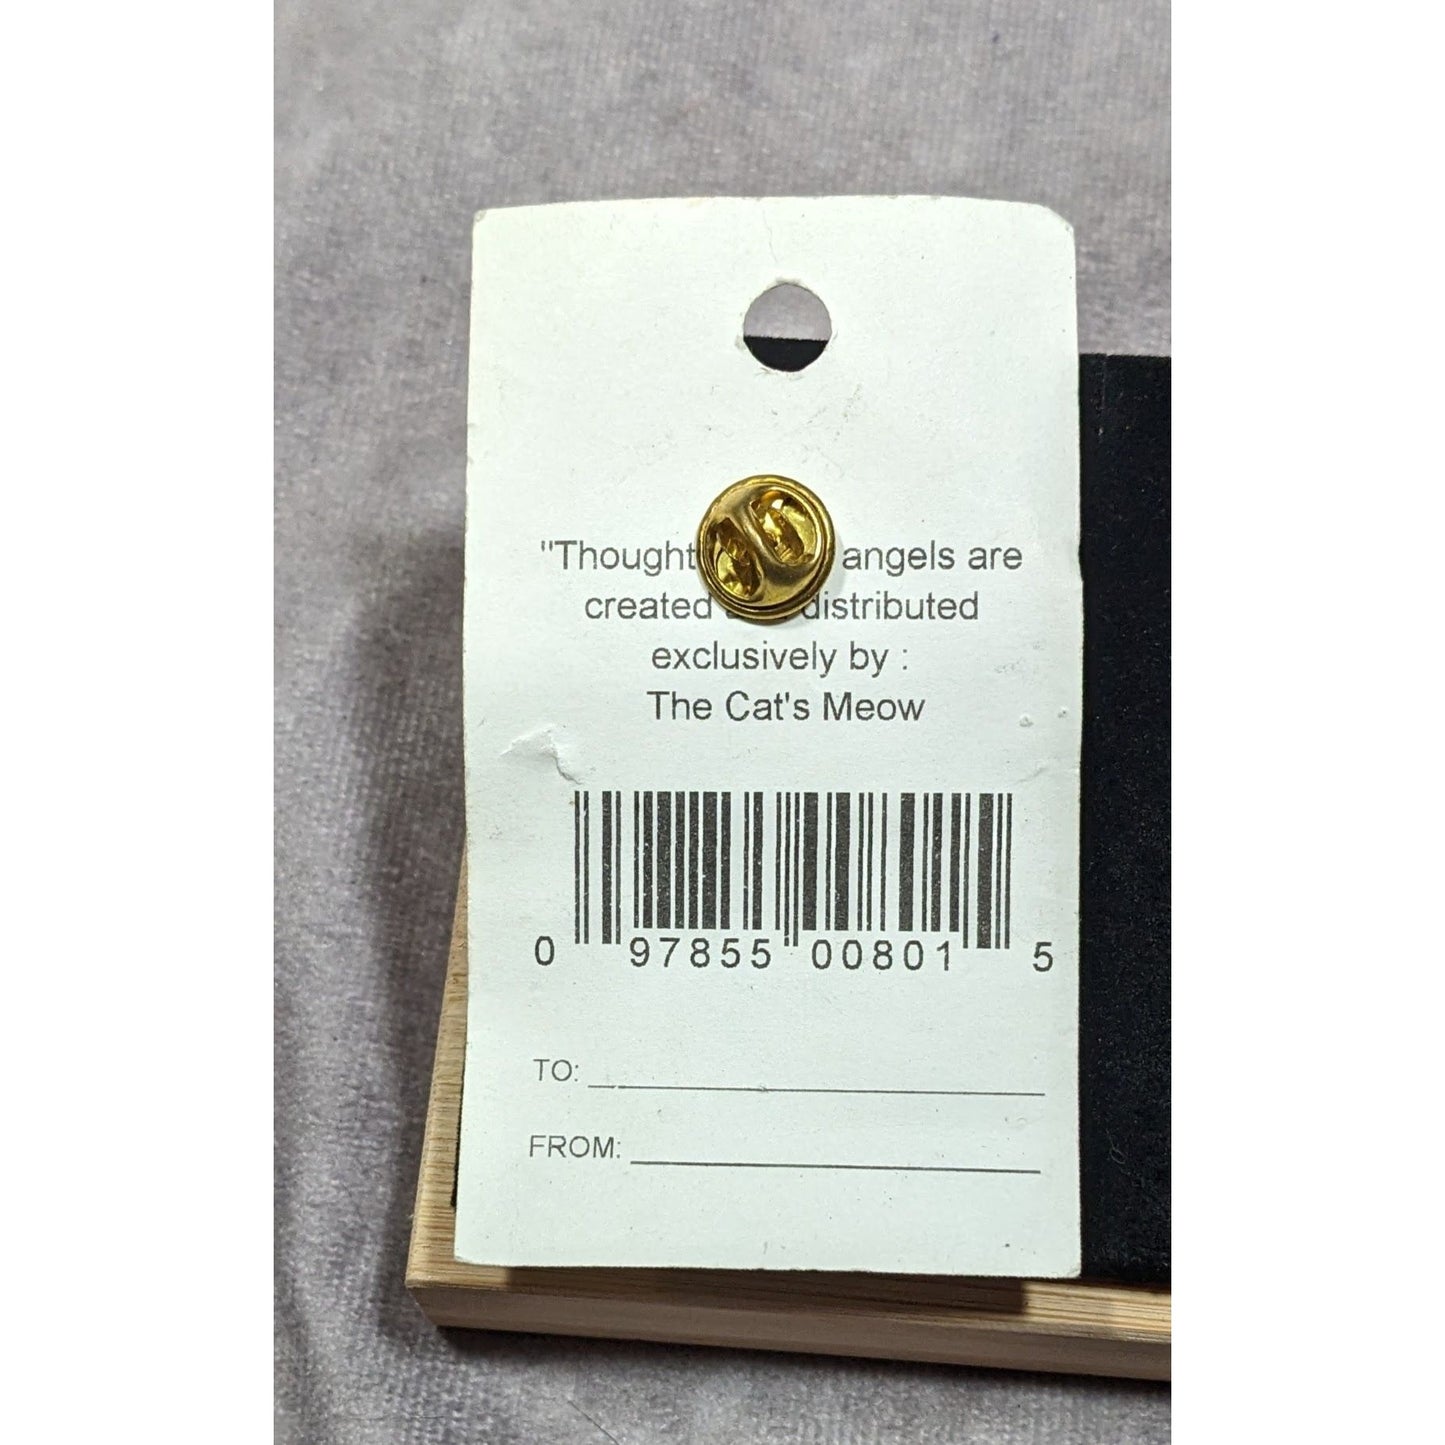 "Thought angels are
created distributed
exclusively by :
The Cat's Meow
0 97855 00801 5
TO:
FROM: